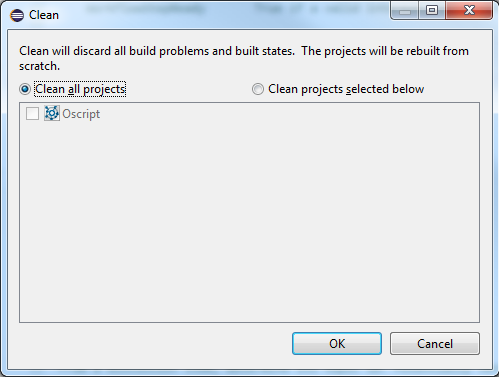 Clean
Clean will discard all build problems and built states.  The projects will be rebuilt from
scratch.
Clean all projects
Clean projects selected below
Oscript
OK
Cancel